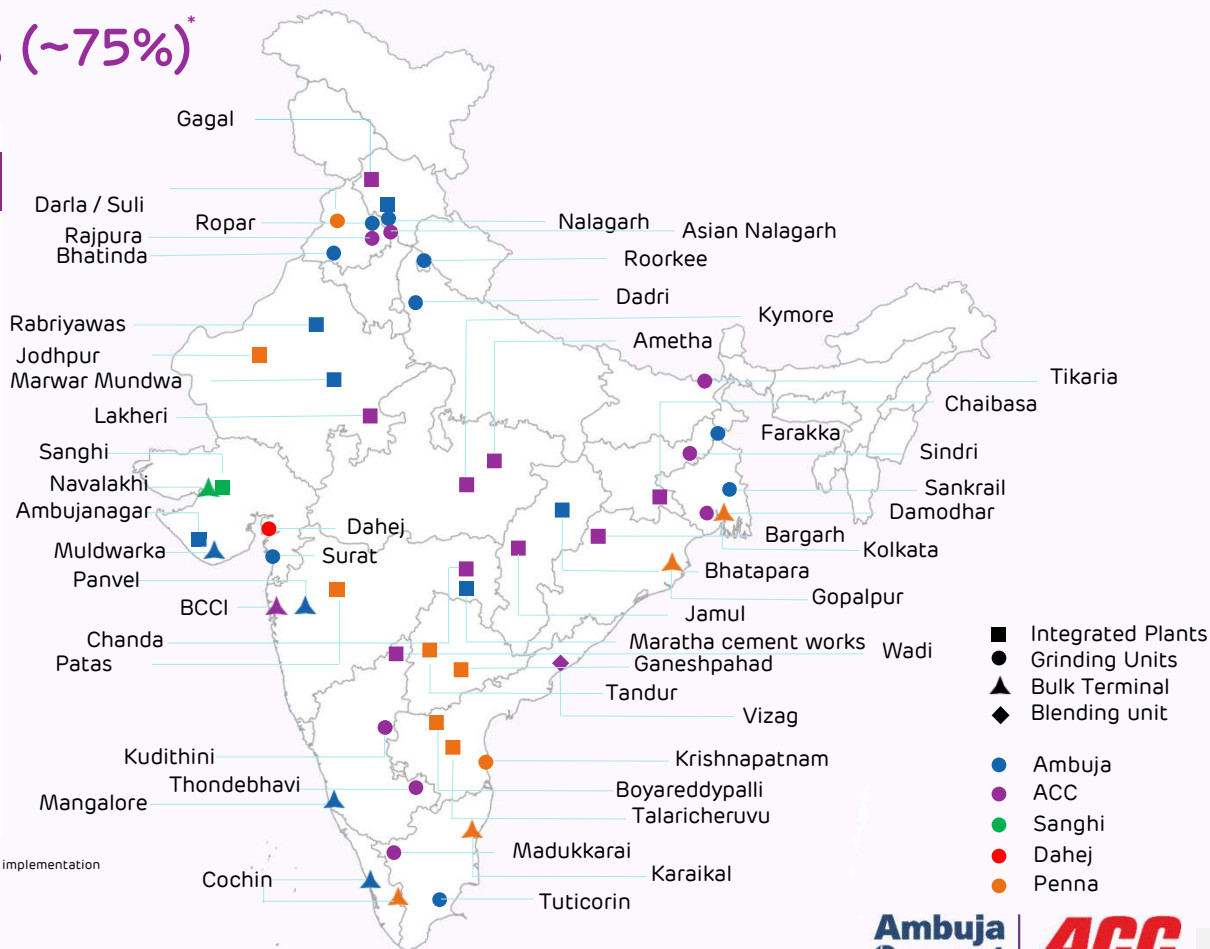 (~75%)*
Gagal
Darla / Suli
Ropar
Rajpura
Bhatinda
Nalagarh
Asian Nalagarh
Roorkee
Dadri
Kymore
Ametha
Rabriyawas
Jodhpur
Marwar Mundwa
Lakheri
Tikaria
Chaibasa
Farakka
Sindri
Sanghi
Navalakhi
Ambujanagar
Sankrail
Damodhar
Dahej
Muldwarka
Surat
Bargarh
Kolkata
Panvel
Bhatapara
BCCI
Gopalpur
Jamul
Chanda
Maratha cement works
Wadi
Patas
Ganeshpahad
Tandur
Vizag
Kudithini
Krishnapatnam
Thondebhavi
Boyareddypalli
Mangalore
Talaricheruvu
Madukkarai
Karaikal
Cochin
Tuticorin
Integrated Plants
Grinding Units
Bulk Terminal
Blending unit
Ambuja
ACC
Sanghi
Dahej
Penna
implementation
Ambuja
ACC